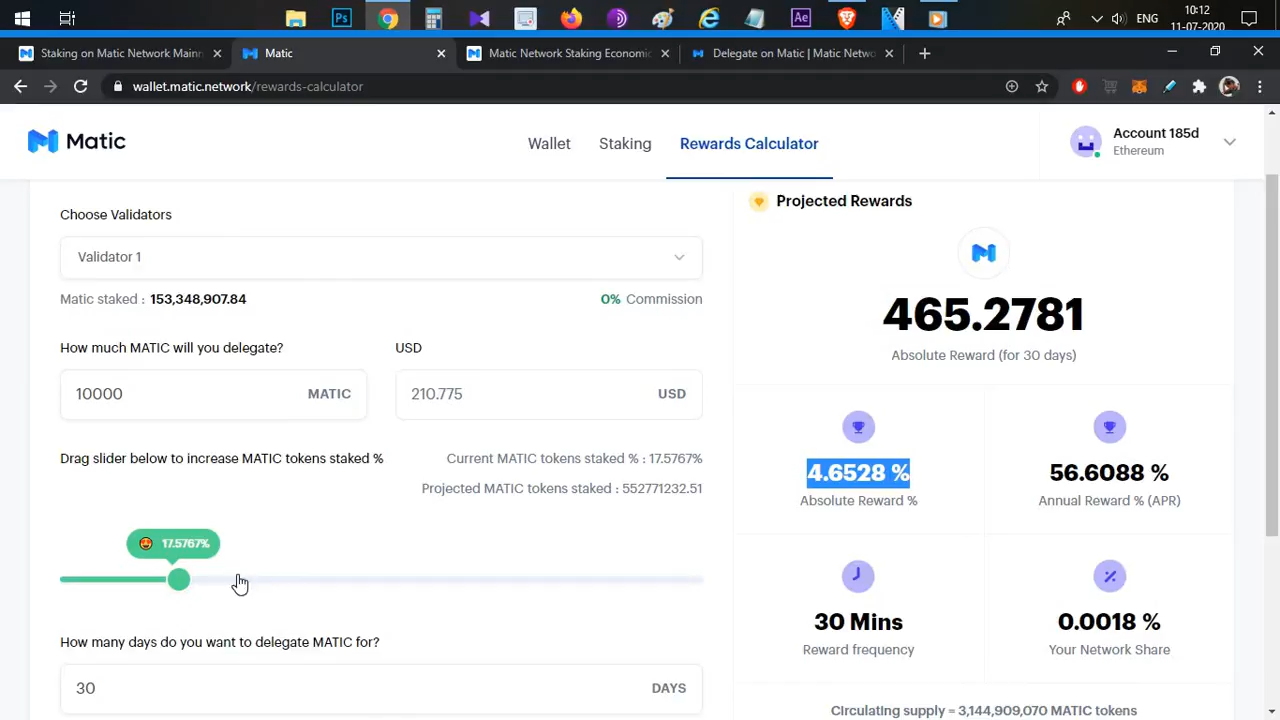 Ps
Ae
ENG
10:12
11-07-2020
Staking on Matic Network Mainn
Matic
Matic Network Staking Economic
Delegate on Matic | Matic Netwo
wallet.matic.network/rewards-calculator
Matic
Wallet
Staking
Rewards Calculator
Account 185d
Ethereum
Choose Validators
Validator 1
Matic staked : 153,348,907.84
0% Commission
How much MATIC will you delegate?
USD
10000 MATIC
210.775 USD
Drag slider below to increase MATIC tokens staked %
Current MATIC tokens staked % : 17.5767%
Projected MATIC tokens staked : 552771232.51
17.5767%
How many days do you want to delegate MATIC for?
30 DAYS
Projected Rewards
465.2781
Absolute Reward (for 30 days)
4.6528 %
Absolute Reward %
56.6088 %
Annual Reward % (APR)
30 Mins
Reward frequency
0.0018 %
Your Network Share
Circulating supply = 3,144,909,070 MATIC tokens